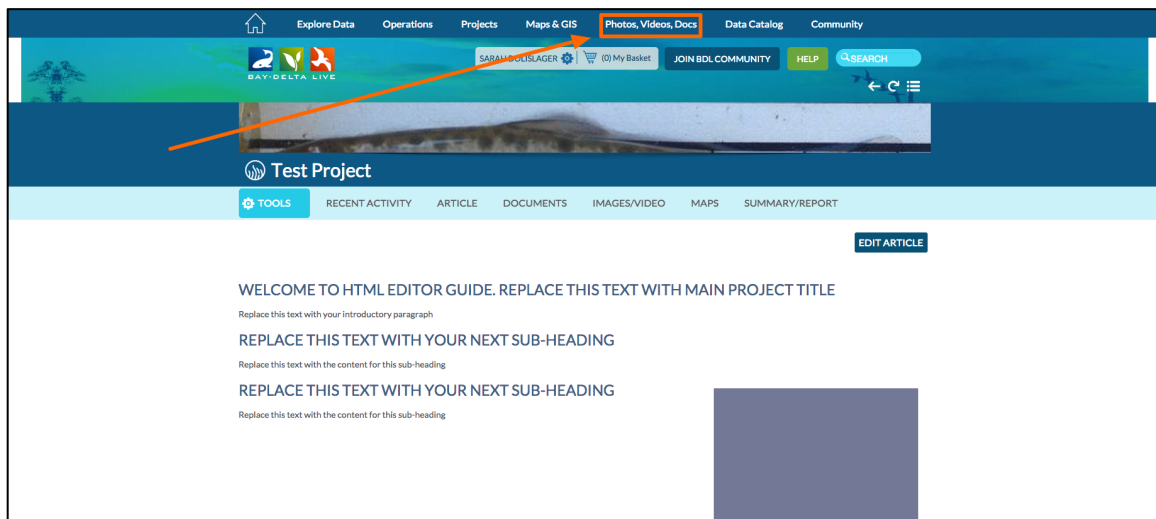 Explore Data Operations Projects Maps & GIS Photos, Videos, Docs Data Catalog Community
BAY-DELTA LIVE
SARAH DOLISLAGER (0) My Basket JOIN BDL COMMUNITY HELP SEARCH
Test Project
TOOLS RECENT ACTIVITY ARTICLE DOCUMENTS IMAGES/VIDEO MAPS SUMMARY/REPORT
EDIT ARTICLE
WELCOME TO HTML EDITOR GUIDE. REPLACE THIS TEXT WITH MAIN PROJECT TITLE
Replace this text with your introductory paragraph
REPLACE THIS TEXT WITH YOUR NEXT SUB-HEADING
Replace this text with the content for this sub-heading
REPLACE THIS TEXT WITH YOUR NEXT SUB-HEADING
Replace this text with the content for this sub-heading